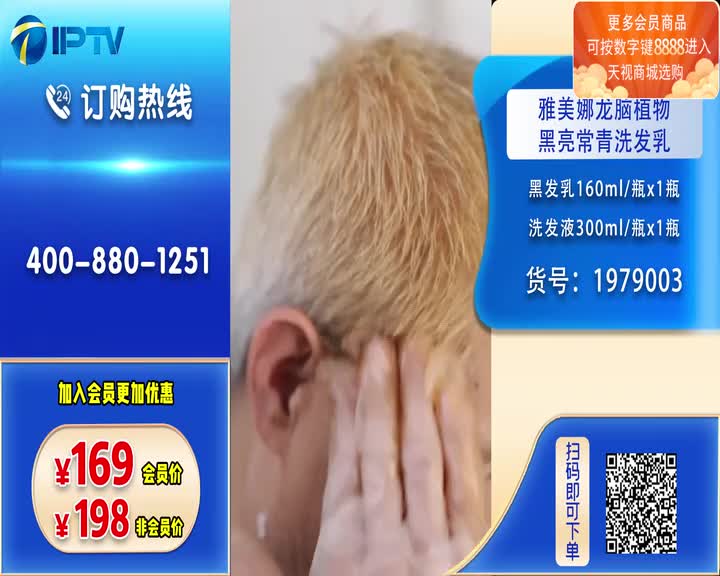 IPTV
24
订购热线
400-880-1251
加入会员更加优惠
¥169 会员价
¥198 非会员价
更多会员商品
可按数字键8888进入
天视商城选购
雅美娜龙脑植物
黑亮常青洗发乳
黑发乳160ml/瓶x1瓶
洗发液300ml/瓶x1瓶
货号：1979003
扫码即可下单